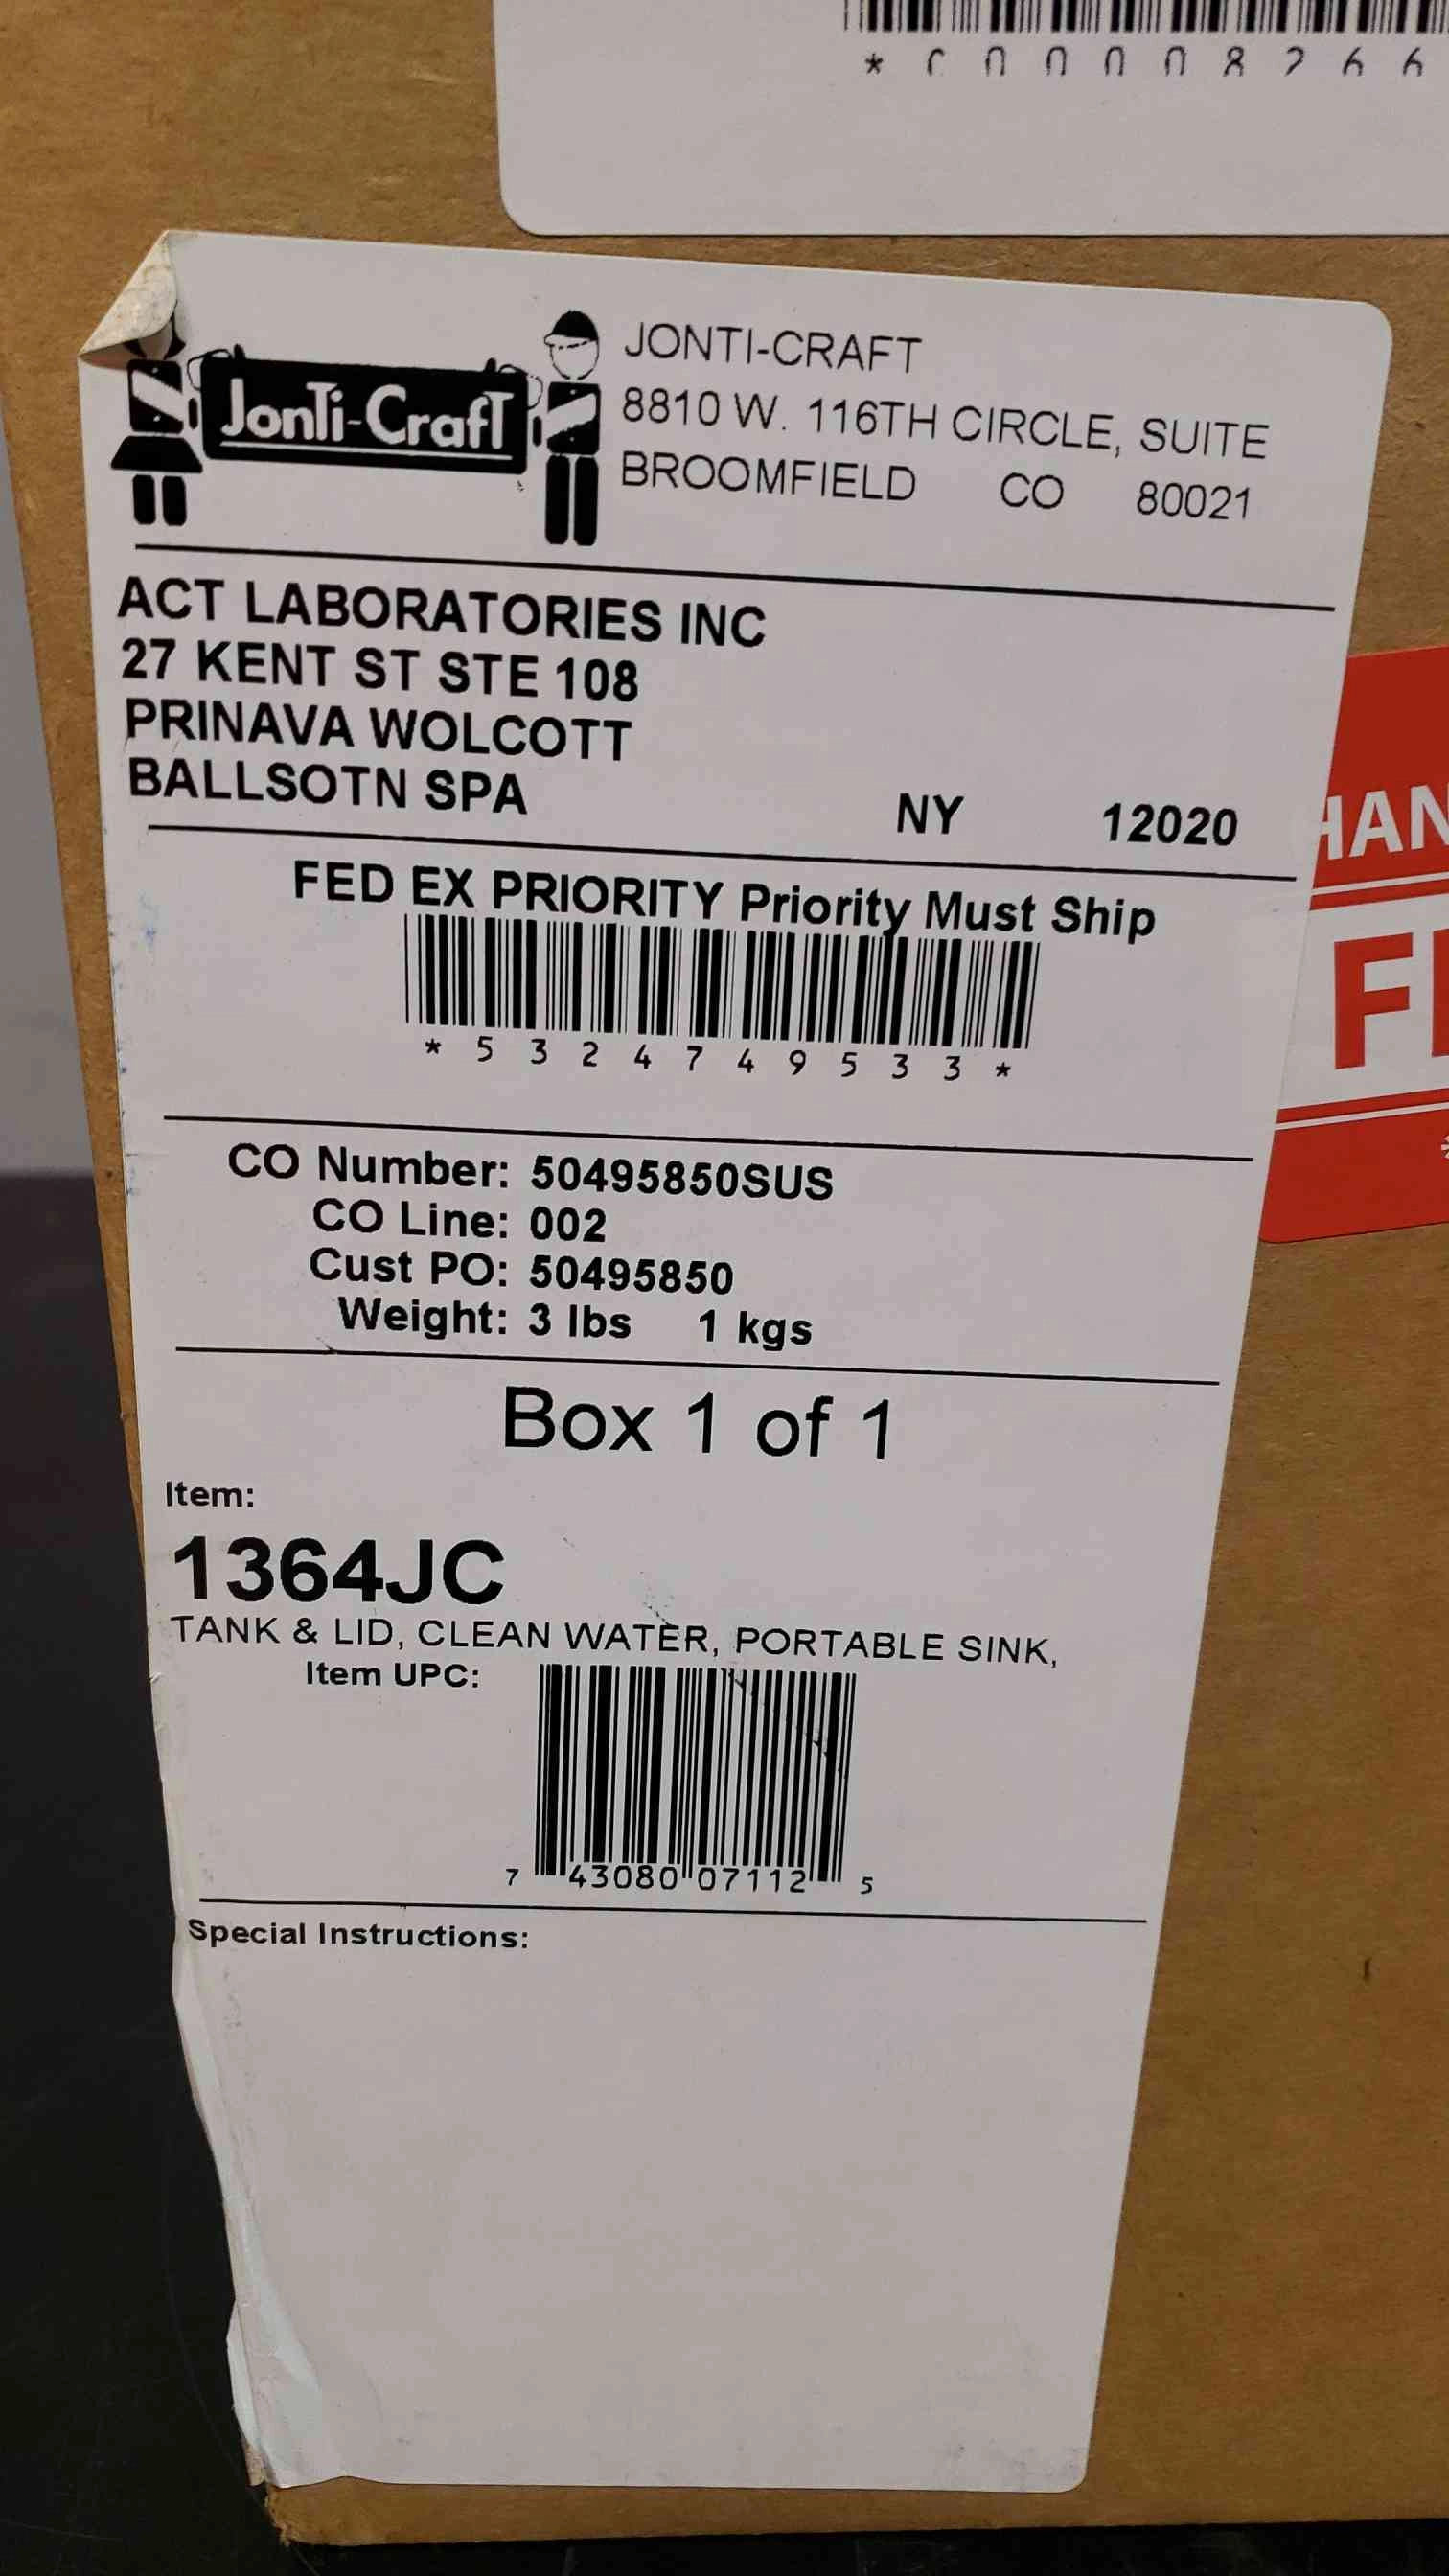 Jonti-Craft
JONTI-CRAFT
8810 W. 116TH CIRCLE, SUITE
BROOMFIELD CO 80021
ACT LABORATORIES INC
27 KENT ST STE 108
PRINAVA WOLCOTT
BALLSOTN SPA NY 12020
FED EX PRIORITY Priority Must Ship
*5324749533*
CO Number: 50495850SUS
CO Line: 002
Cust PO: 50495850
Weight: 3 lbs 1 kgs
Box 1 of 1
Item:
1364JC
TANK & LID, CLEAN WATER, PORTABLE SINK,
Item UPC:
7 43080 07112 5
Special Instructions: